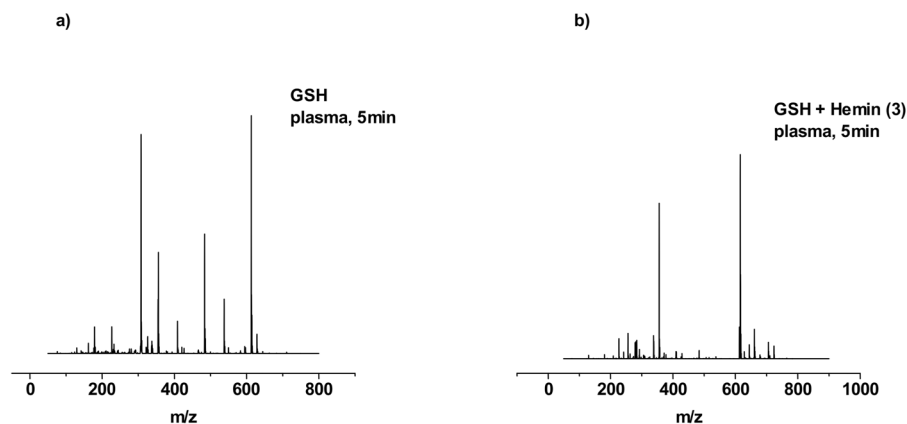 a)
b)
GSH
plasma, 5min
GSH + Hemin (3)
plasma, 5min
0 200 400 600 800
m/z
0 200 400 600 800 1000
m/z